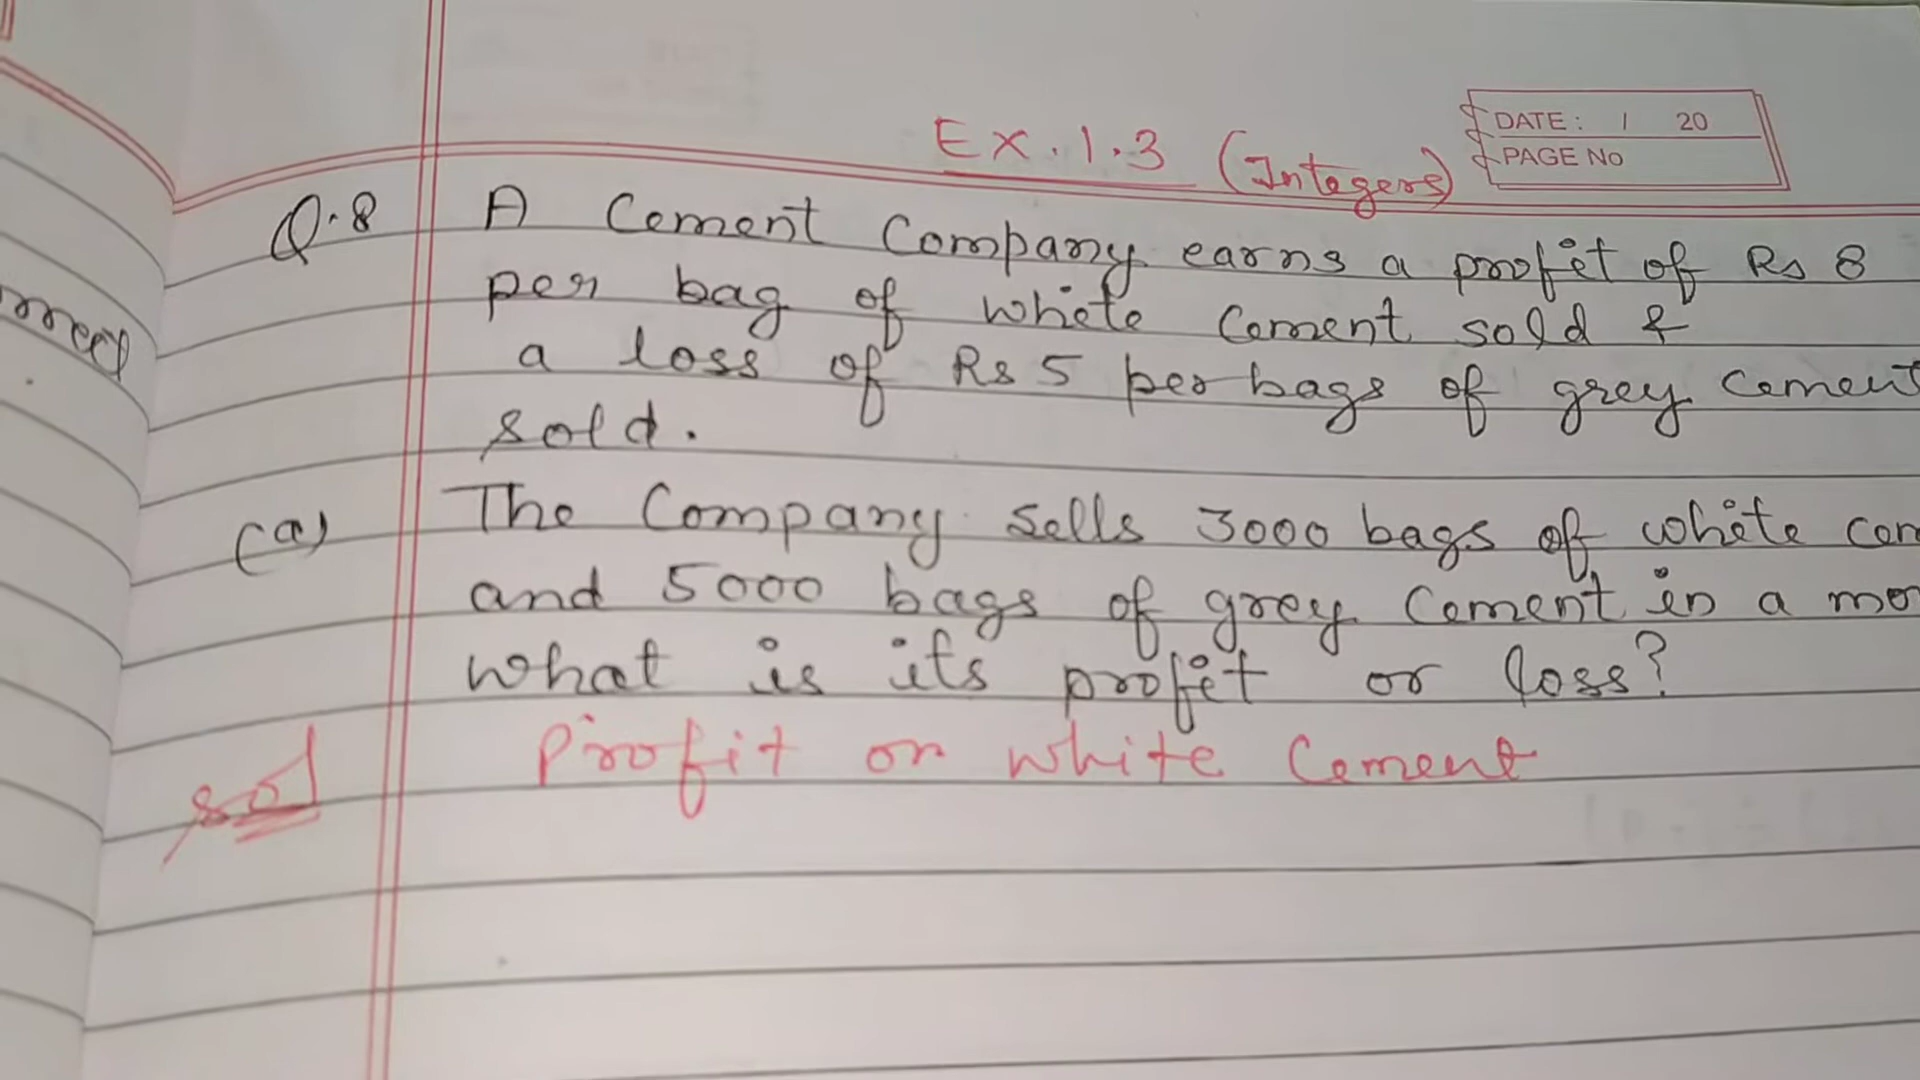 EX.1.3 (Integers)
DATE: / 20
PAGE No
Q.8 A Cement Company earns a profit of Rs 8
per bag of white Cement sold &
a loss of Rs 5 per bags of grey Cement
sold.
(a) The Company sells 3000 bags of white cem
and 5000 bags of grey Cement in a mo
what is its profit or loss?
sol Profit on white Cement